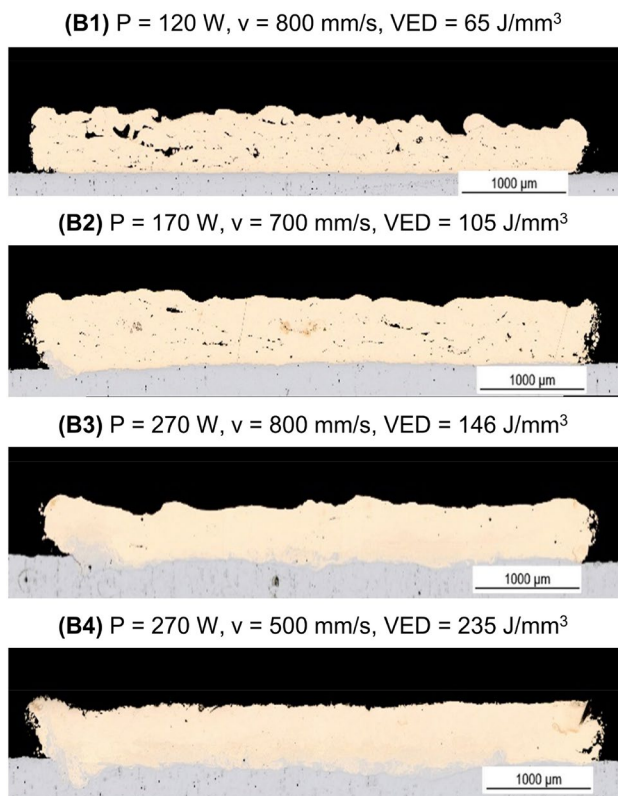 (B1) P = 120 W, v = 800 mm/s, VED = 65 J/mm³
1000 µm
(B2) P = 170 W, v = 700 mm/s, VED = 105 J/mm³
1000 µm
(B3) P = 270 W, v = 800 mm/s, VED = 146 J/mm³
1000 µm
(B4) P = 270 W, v = 500 mm/s, VED = 235 J/mm³
1000 µm